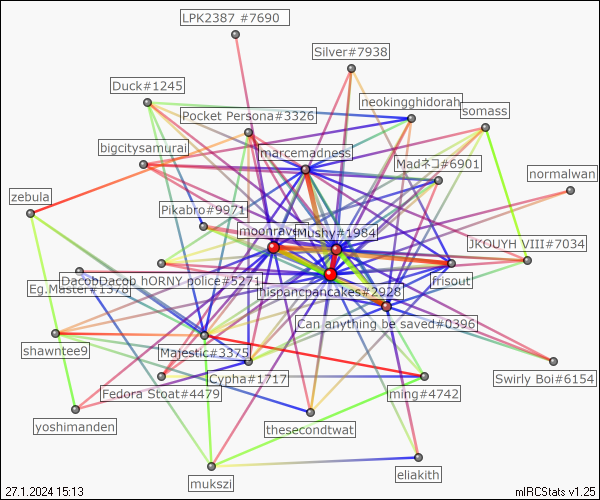 LPK2387 #7690
Silver#7938
Duck#1245
neokingghidorah
somass
Pocket Persona#3326
bigcitysamurai
marcemadness
Madネコ#6901
normalwan
zebula
Pikabro#9971
moonrav
Mushy#1984
JKOUYH VIII#7034
DacobDacob hORNY police#5271
frisout
Eg.Master#1378
hispanicpancakes#2928
Can anything be saved#0396
shawntee9
Majestic#3375
Swirly Boi#6154
Fedora Stoat#4479
Cypha#1717
ming#4742
yoshimanden
thesecondtwat
mukszi
eliakith
27.1.2024 15:13
mIRCStats v1.25